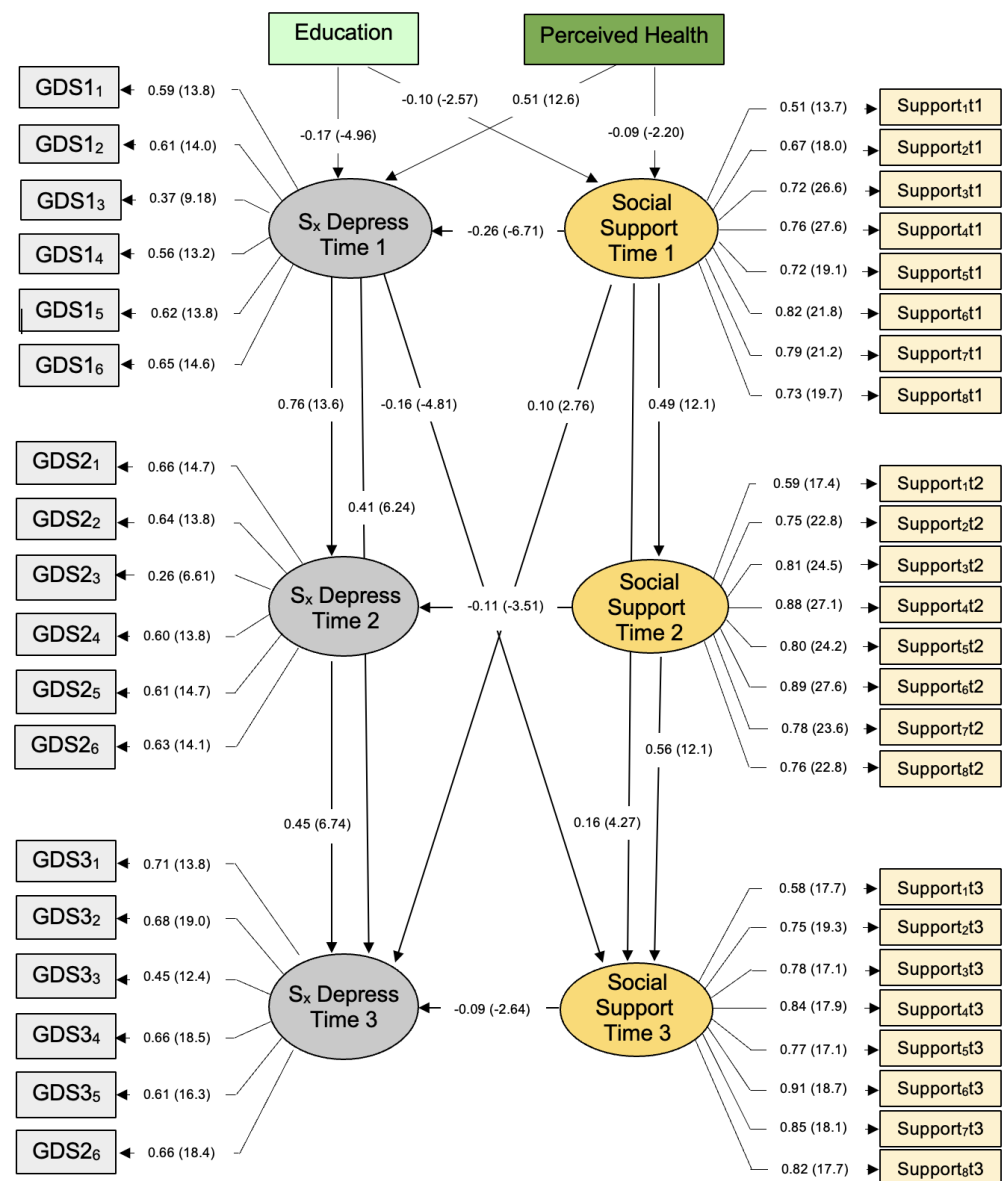 Education
Perceived Health
GDS1₁
0.59 (13.8)
GDS1₂
0.61 (14.0)
GDS1₃
0.37 (9.18)
GDS1₄
0.56 (13.2)
GDS1₅
0.62 (13.8)
GDS1₆
0.65 (14.6)
-0.17 (-4.96)
-0.10 (-2.57)
0.51 (12.6)
-0.09 (-2.20)
Sₓ Depress
Time 1
-0.26 (-6.71)
Social
Support
Time 1
0.51 (13.7)
Support₁t1
0.67 (18.0)
Support₂t1
0.72 (26.6)
Support₃t1
0.76 (27.6)
Support₄t1
0.72 (19.1)
Support₅t1
0.82 (21.8)
Support₆t1
0.79 (21.2)
Support₇t1
0.73 (19.7)
Support₈t1
0.76 (13.6)
-0.16 (-4.81)
0.10 (2.76)
0.49 (12.1)
0.41 (6.24)
GDS2₁
0.66 (14.7)
GDS2₂
0.64 (13.8)
GDS2₃
0.26 (6.61)
GDS2₄
0.60 (13.8)
GDS2₅
0.61 (14.7)
GDS2₆
0.63 (14.1)
Sₓ Depress
Time 2
-0.11 (-3.51)
Social
Support
Time 2
0.59 (17.4)
Support₁t2
0.75 (22.8)
Support₂t2
0.81 (24.5)
Support₃t2
0.88 (27.1)
Support₄t2
0.80 (24.2)
Support₅t2
0.89 (27.6)
Support₆t2
0.78 (23.6)
Support₇t2
0.76 (22.8)
Support₈t2
0.56 (12.1)
0.45 (6.74)
0.16 (4.27)
GDS3₁
0.71 (13.8)
GDS3₂
0.68 (19.0)
GDS3₃
0.45 (12.4)
GDS3₄
0.66 (18.5)
GDS3₅
0.61 (16.3)
GDS2₆
0.66 (18.4)
Sₓ Depress
Time 3
-0.09 (-2.64)
Social
Support
Time 3
0.58 (17.7)
Support₁t3
0.75 (19.3)
Support₂t3
0.78 (17.1)
Support₃t3
0.84 (17.9)
Support₄t3
0.77 (17.1)
Support₅t3
0.91 (18.7)
Support₆t3
0.85 (18.1)
Support₇t3
0.82 (17.7)
Support₈t3